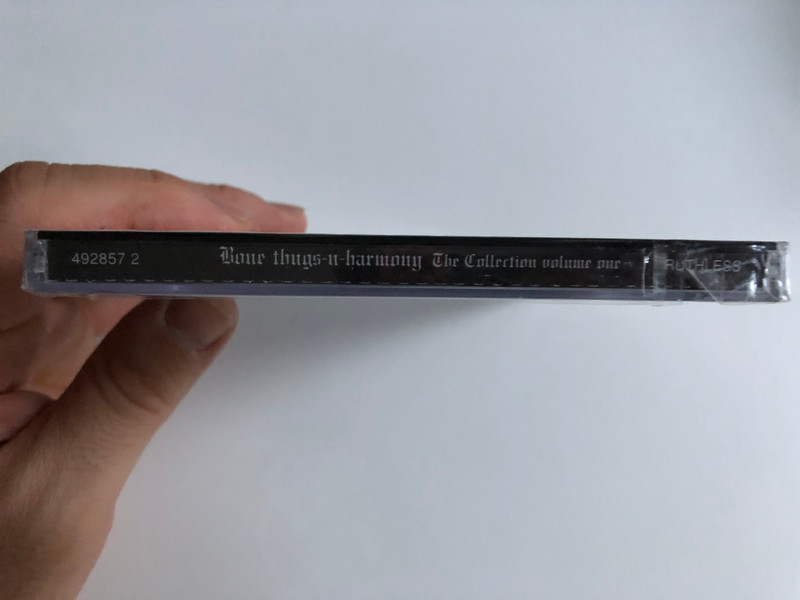 492857 2 Bone thugs-n-harmony The Collection volume one RUTHLESS